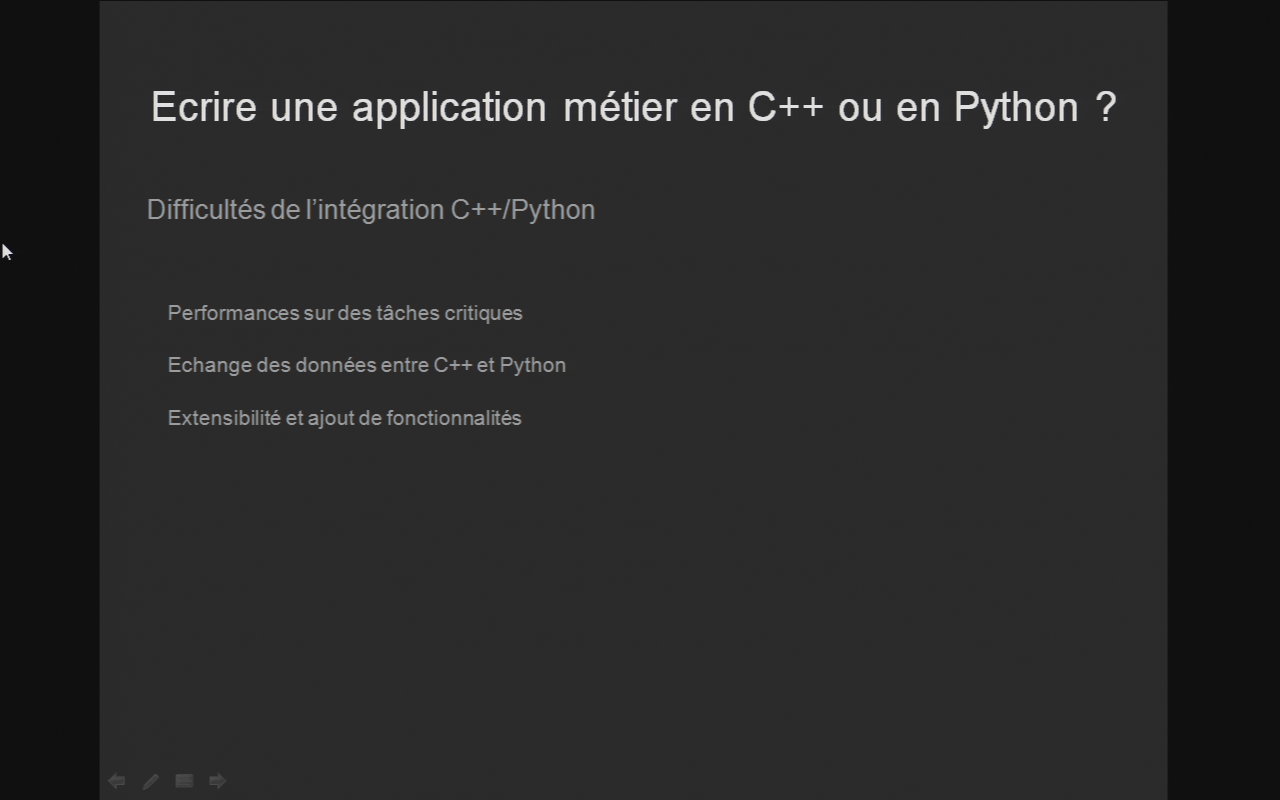 Ecrire une application métier en C++ ou en Python ?
Difficultés de l’intégration C++/Python
Performances sur des tâches critiques
Echange des données entre C++ et Python
Extensibilité et ajout de fonctionnalités